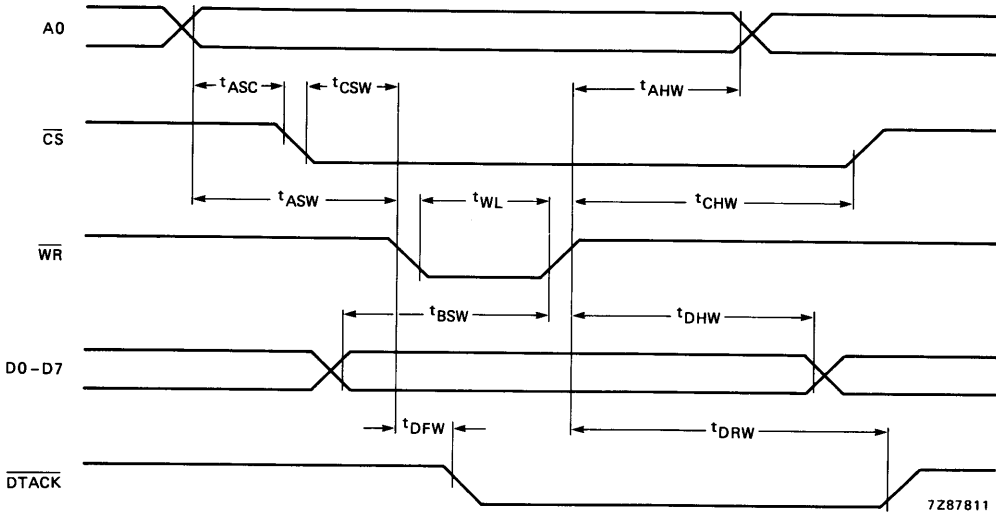 A0
tASC
tCSW
tAHW
CS
tASW
tWL
tCHW
WR
tBSW
tDHW
D0–D7
tDFW
tDRW
DTACK
7Z87811